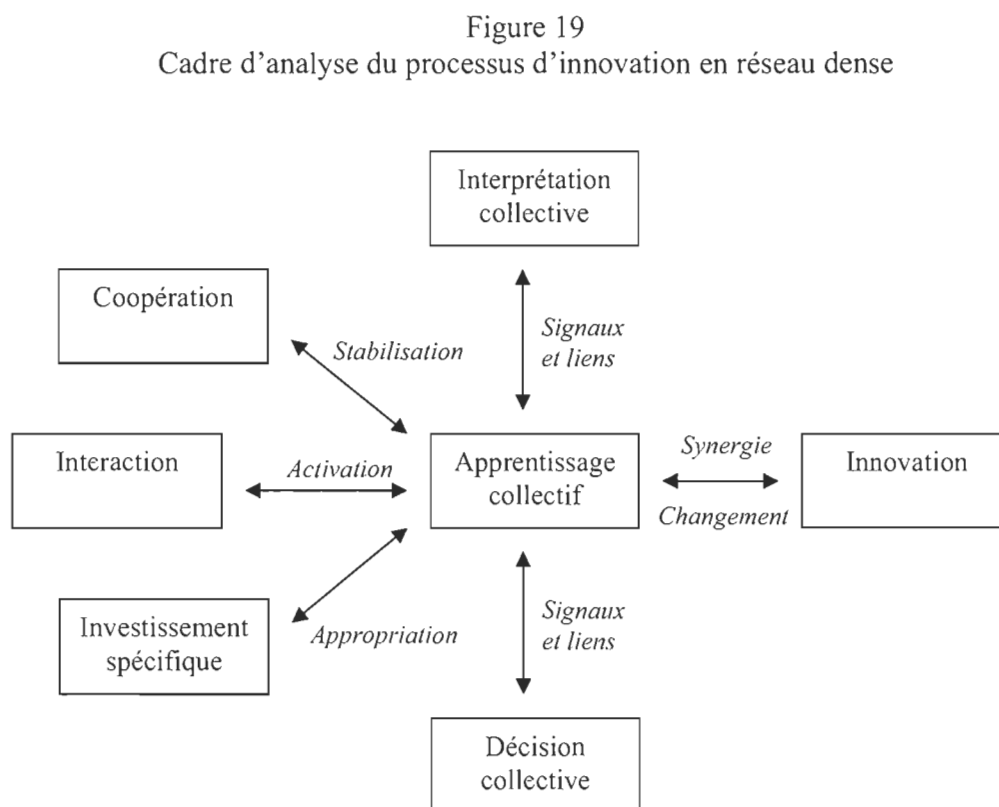 Figure 19
Cadre d'analyse du processus d'innovation en réseau dense
Interprétation
collective
Coopération
Stabilisation
Signaux
et liens
Interaction
Activation
Apprentissage
collectif
Synergie
Changement
Innovation
Investissement
spécifique
Appropriation
Signaux
et liens
Décision
collective